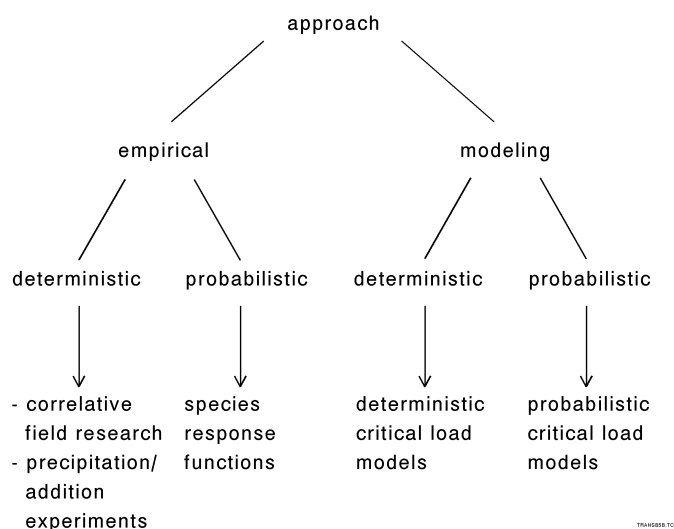 approach
empirical
modeling
deterministic
probabilistic
deterministic
probabilistic
- correlative
field research
- precipitation/
addition
experiments
species
response
functions
deterministic
critical load
models
probabilistic
critical load
models